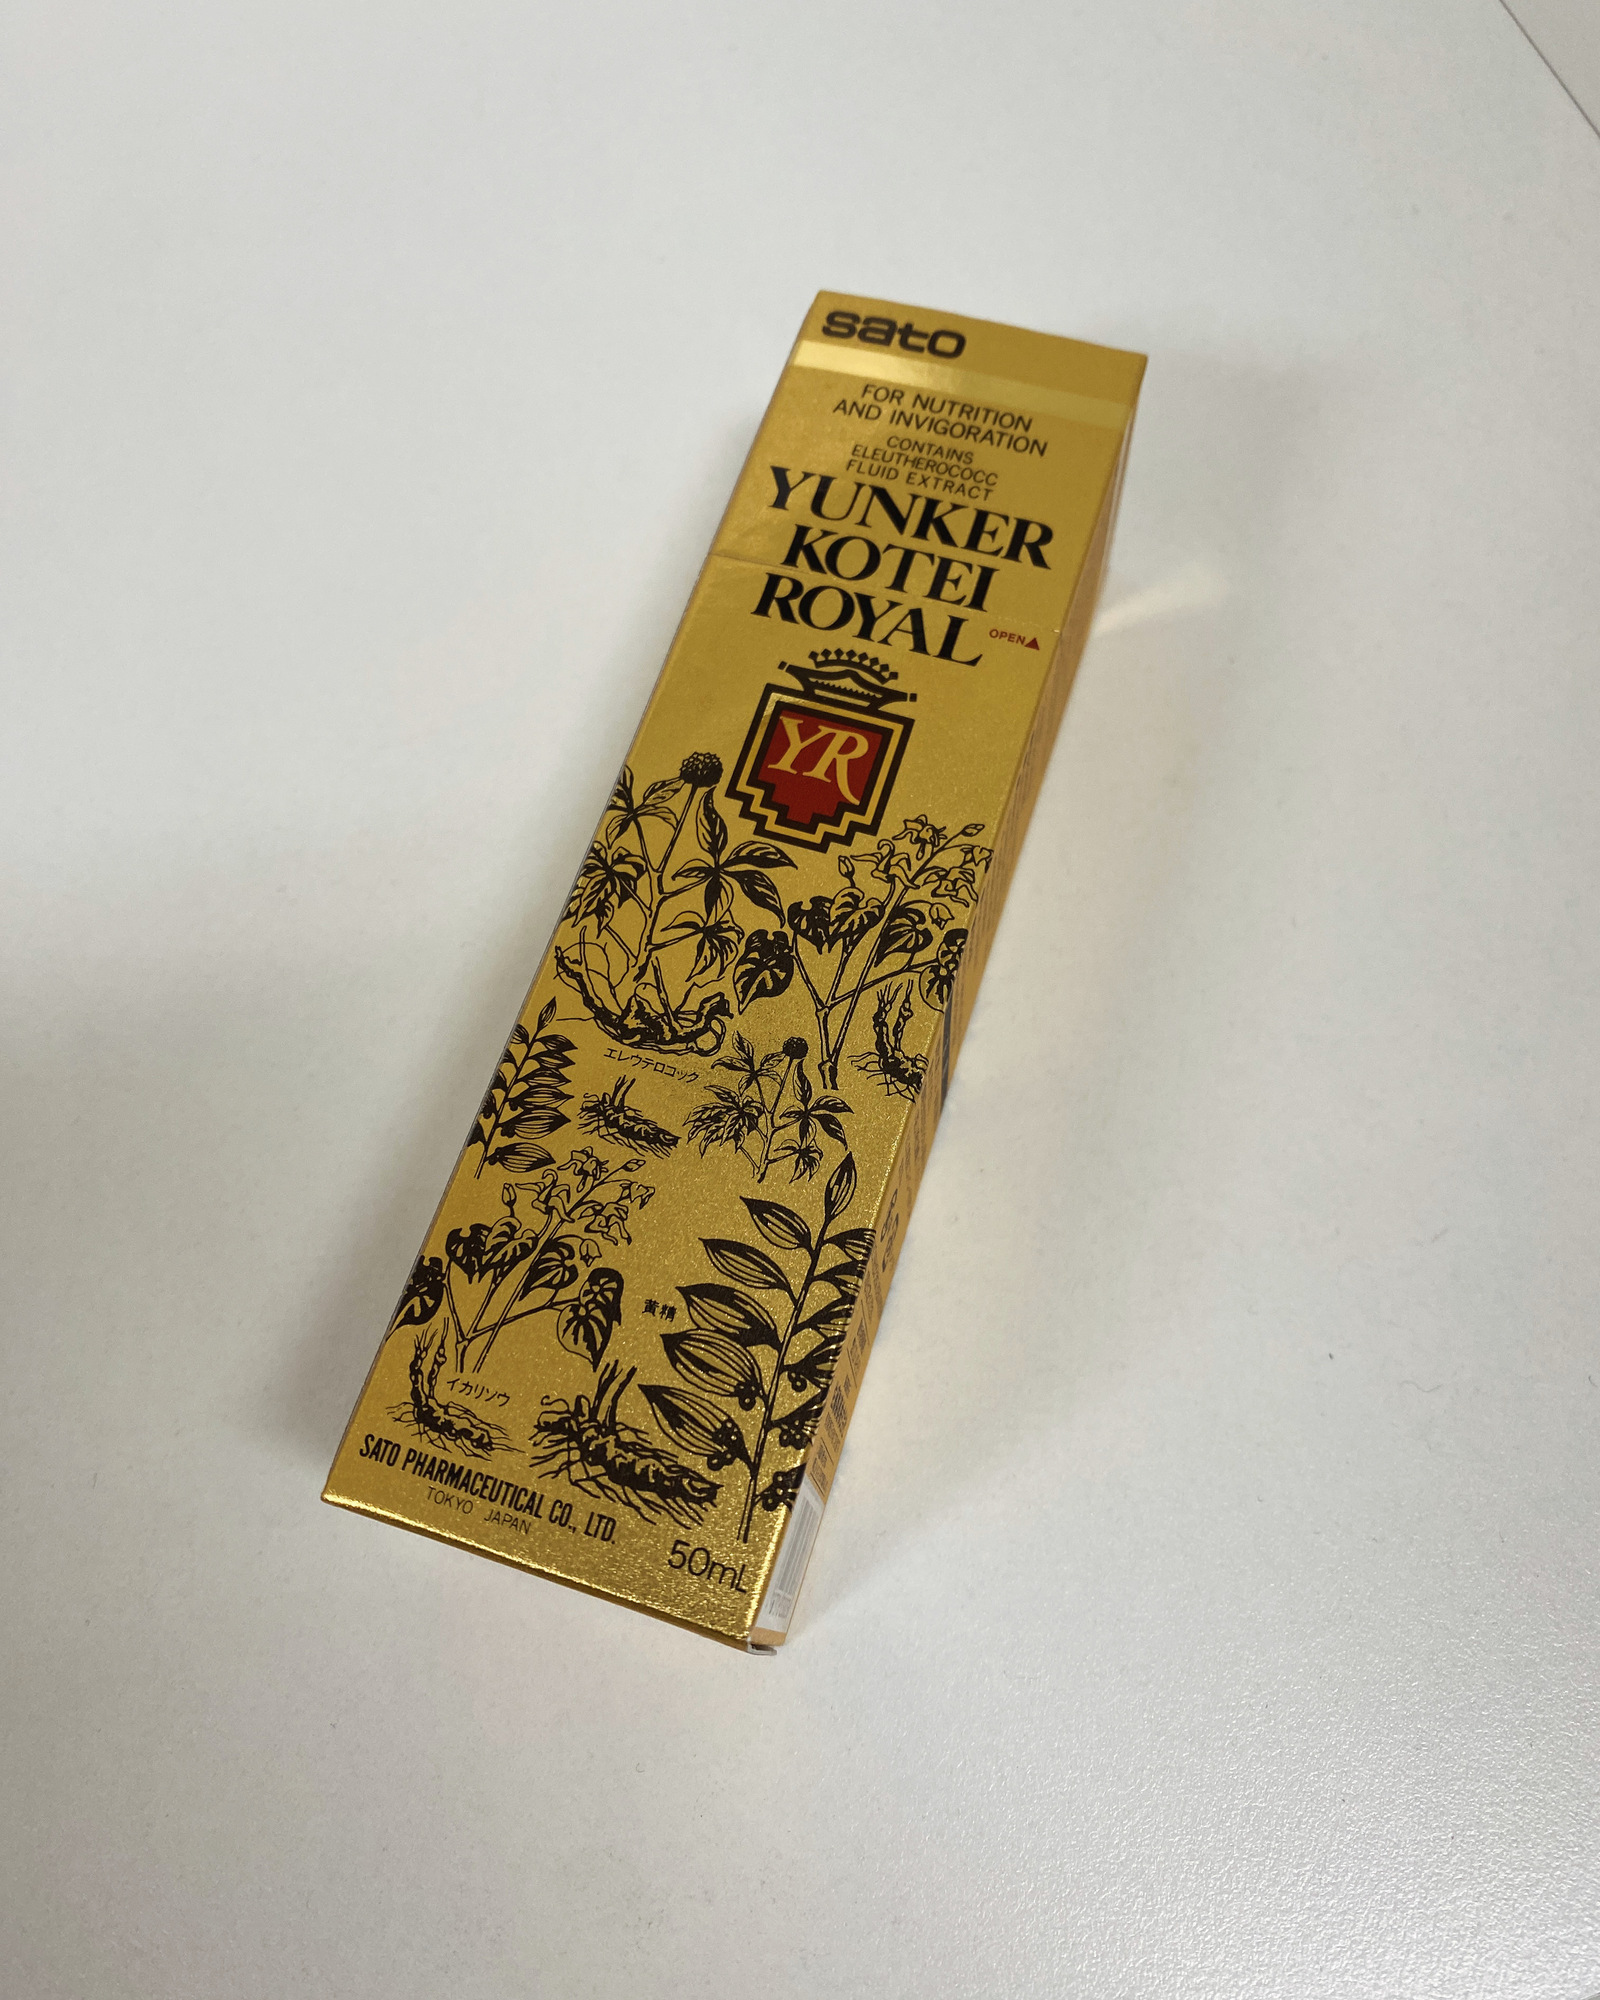 sato
FOR NUTRITION
AND INVIGORATION
CONTAINS
ELEUTHEROCOCC
FLUID EXTRACT
YUNKER
KOTEI
ROYAL
OPEN▲
YR
エレウテロコック
黄精
イカリソウ
SATO PHARMACEUTICAL CO., LTD.
TOKYO JAPAN
50mL